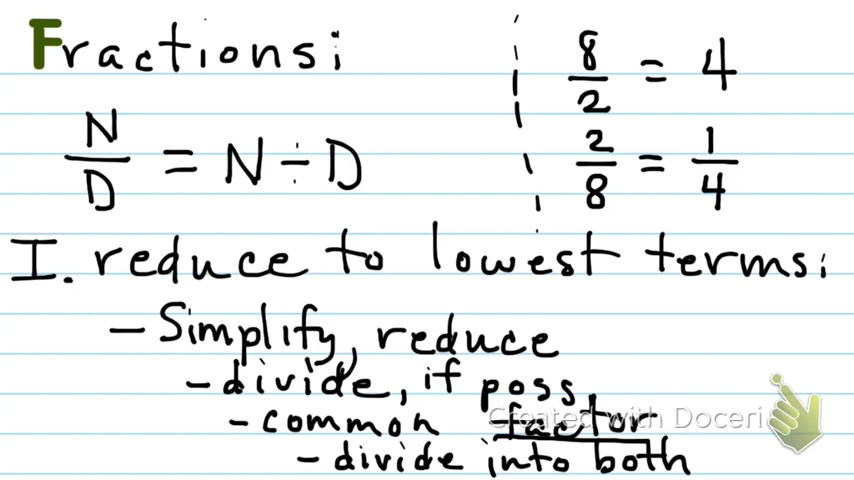 Fractions:
N/D = N ÷ D
8/2 = 4
2/8 = 1/4
I. reduce to lowest terms:
- Simplify, reduce
- divide, if poss,
- common factor
- divide into both
Created with Doceri